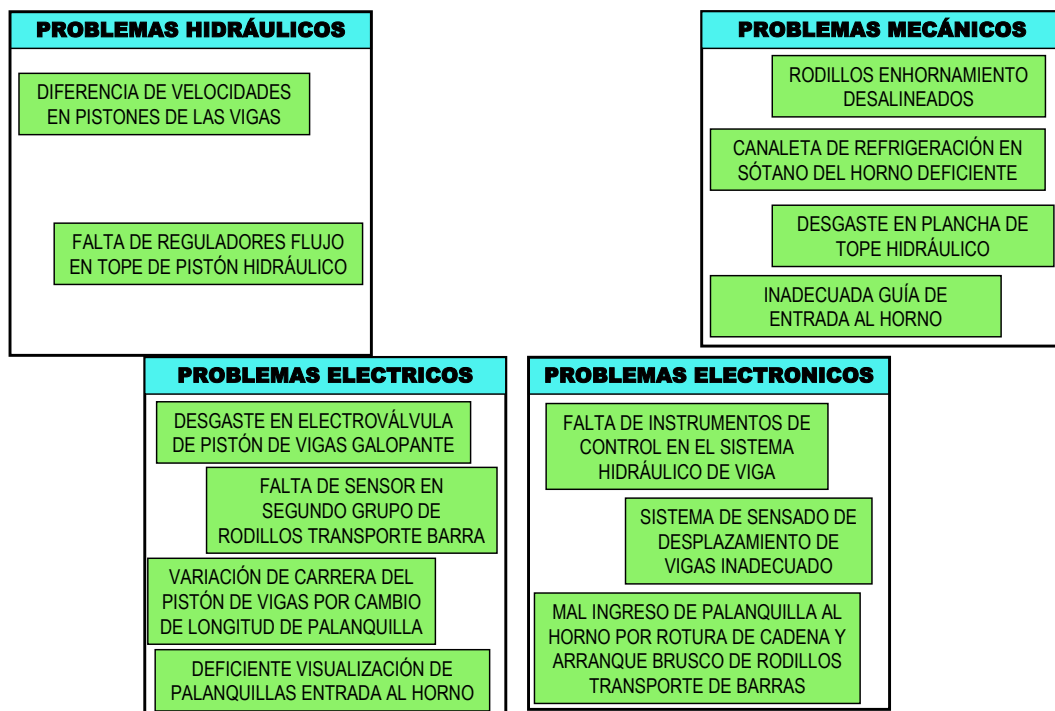 PROBLEMAS HIDRÁULICOS
DIFERENCIA DE VELOCIDADES
EN PISTONES DE LAS VIGAS
FALTA DE REGULADORES FLUJO
EN TOPE DE PISTÓN HIDRÁULICO
PROBLEMAS MECÁNICOS
RODILLOS ENHORNAMIENTO
DESALINEADOS
CANALETA DE REFRIGERACIÓN EN
SÓTANO DEL HORNO DEFICIENTE
DESGASTE EN PLANCHA DE
TOPE HIDRÁULICO
INADECUADA GUÍA DE
ENTRADA AL HORNO
PROBLEMAS ELECTRICOS
DESGASTE EN ELECTROVÁLVULA
DE PISTÓN DE VIGAS GALOPANTE
FALTA DE SENSOR EN
SEGUNDO GRUPO DE
RODILLOS TRANSPORTE BARRA
VARIACIÓN DE CARRERA DEL
PISTÓN DE VIGAS POR CAMBIO
DE LONGITUD DE PALANQUILLA
DEFICIENTE VISUALIZACIÓN DE
PALANQUILLAS ENTRADA AL HORNO
PROBLEMAS ELECTRONICOS
FALTA DE INSTRUMENTOS DE
CONTROL EN EL SISTEMA
HIDRÁULICO DE VIGA
SISTEMA DE SENSADO DE
DESPLAZAMIENTO DE
VIGAS INADECUADO
MAL INGRESO DE PALANQUILLA AL
HORNO POR ROTURA DE CADENA Y
ARRANQUE BRUSCO DE RODILLOS
TRANSPORTE DE BARRAS